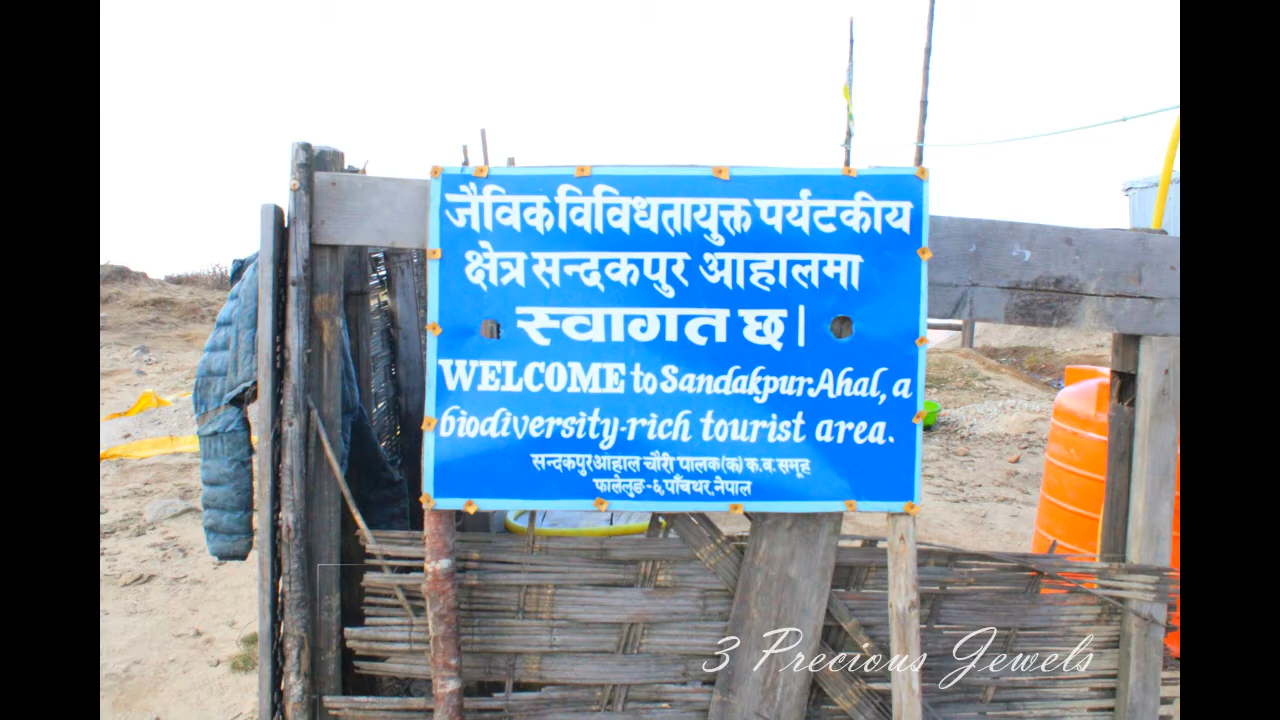 जैविक विविधतायुक्त पर्यटकीय
क्षेत्र सन्दकपुर आहालमा
स्वागत छ।
WELCOME to Sandakpur Ahal, a
biodiversity-rich tourist area.
सन्दकपुर आहाल चौंरी पालक(क) क.व. समूह
फालेलुङ-६, पाँचथर, नेपाल
3 Precious Jewels